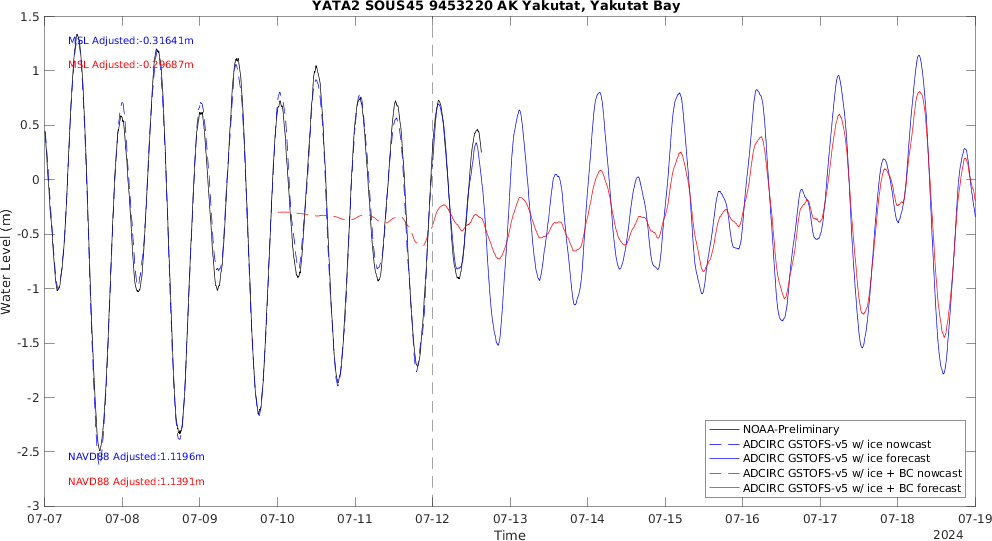 YATA2 SOUS45 9453220 AK Yakutat, Yakutat Bay
1.5
1
0.5
0
-0.5
-1
-1.5
-2
-2.5
-3
Water Level (m)
MSL Adjusted:-0.31641m
MSL Adjusted:-0.29687m
NAVD88 Adjusted:1.1196m
NAVD88 Adjusted:1.1391m
NOAA-Preliminary
ADCIRC GSTOFS-v5 w/ ice nowcast
ADCIRC GSTOFS-v5 w/ ice forecast
ADCIRC GSTOFS-v5 w/ ice + BC nowcast
ADCIRC GSTOFS-v5 w/ ice + BC forecast
07-07 07-08 07-09 07-10 07-11 07-12 07-13 07-14 07-15 07-16 07-17 07-18 07-19
Time
2024